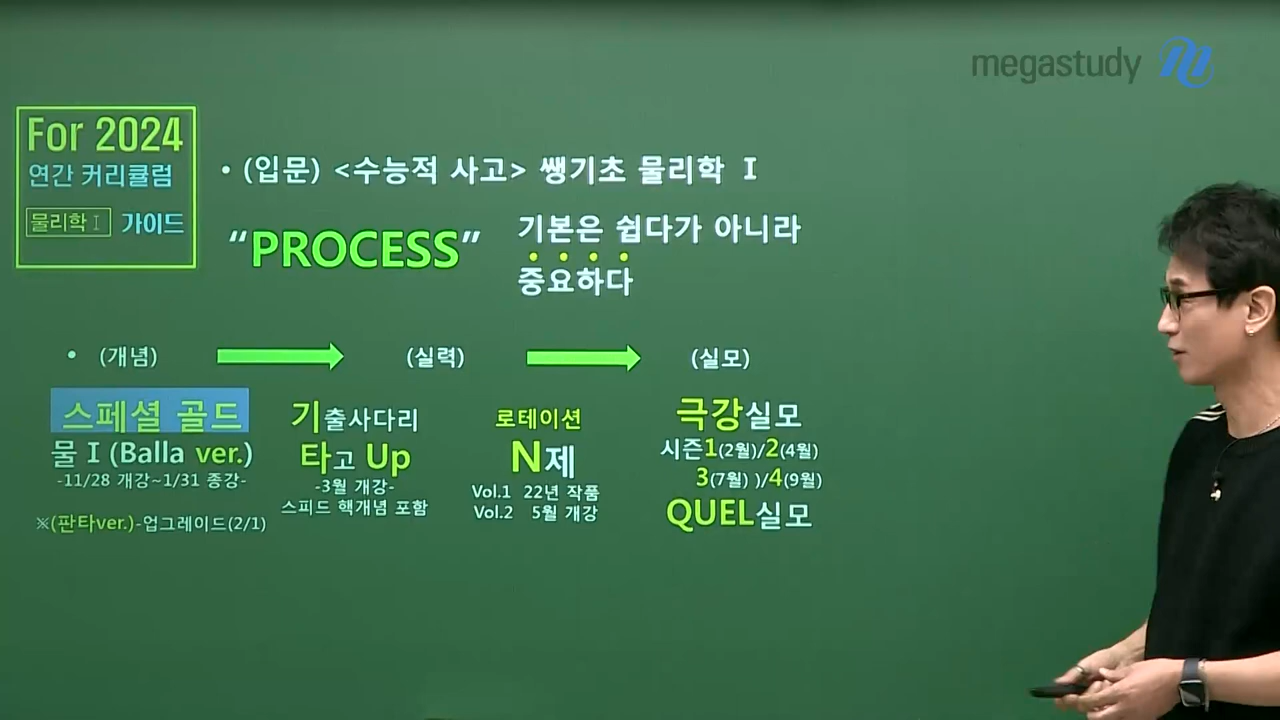 megastudy
For 2024
연간 커리큘럼
물리학 I 가이드
• (입문) <수능적 사고> 쌩기초 물리학 I
“PROCESS”
기본은 쉽다가 아니라
중요하다
• (개념)
(실력)
(실모)
스페셜 골드
물 I (Balla ver.)
-11/28 개강~1/31 종강-
※(판타ver.)-업그레이드(2/1)
기출사다리
타고 Up
-3월 개강-
스피드 핵개념 포함
로테이션
N제
Vol.1 22년 작품
Vol.2 5월 개강
극강실모
시즌1(2월)/2(4월)
3(7월) )/4(9월)
QUEL실모